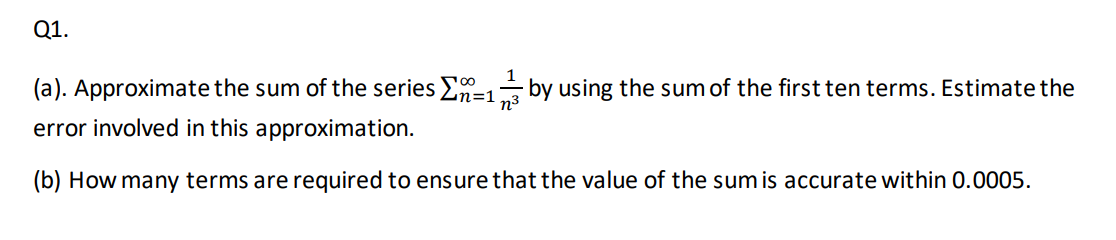 Q1.
(a). Approximate the sum of the series ∑_{n=1}^{∞} \frac{1}{n^3} by using the sum of the first ten terms. Estimate the
error involved in this approximation.
(b) How many terms are required to ensure that the value of the sum is accurate within 0.0005.